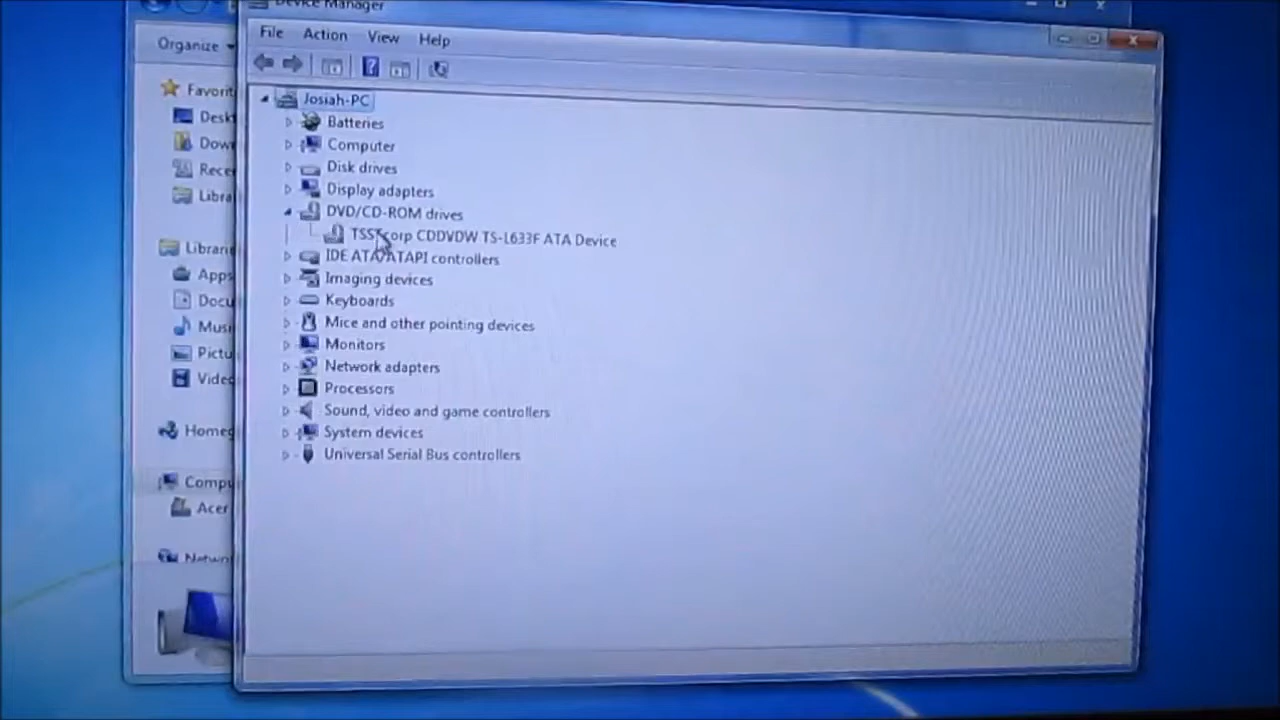 Device Manager
File Action View Help
Organize
Josiah-PC
Batteries
Computer
Disk drives
Display adapters
DVD/CD-ROM drives
TSSTcorp CDDVDW TS-L633F ATA Device
IDE ATA/ATAPI controllers
Imaging devices
Keyboards
Mice and other pointing devices
Monitors
Network adapters
Processors
Sound, video and game controllers
System devices
Universal Serial Bus controllers
Favorit
Desk
Dow
Rece
Libra
Librari
Apps
Docu
Musi
Pictu
Video
Homeg
Compu
Acer
Networ